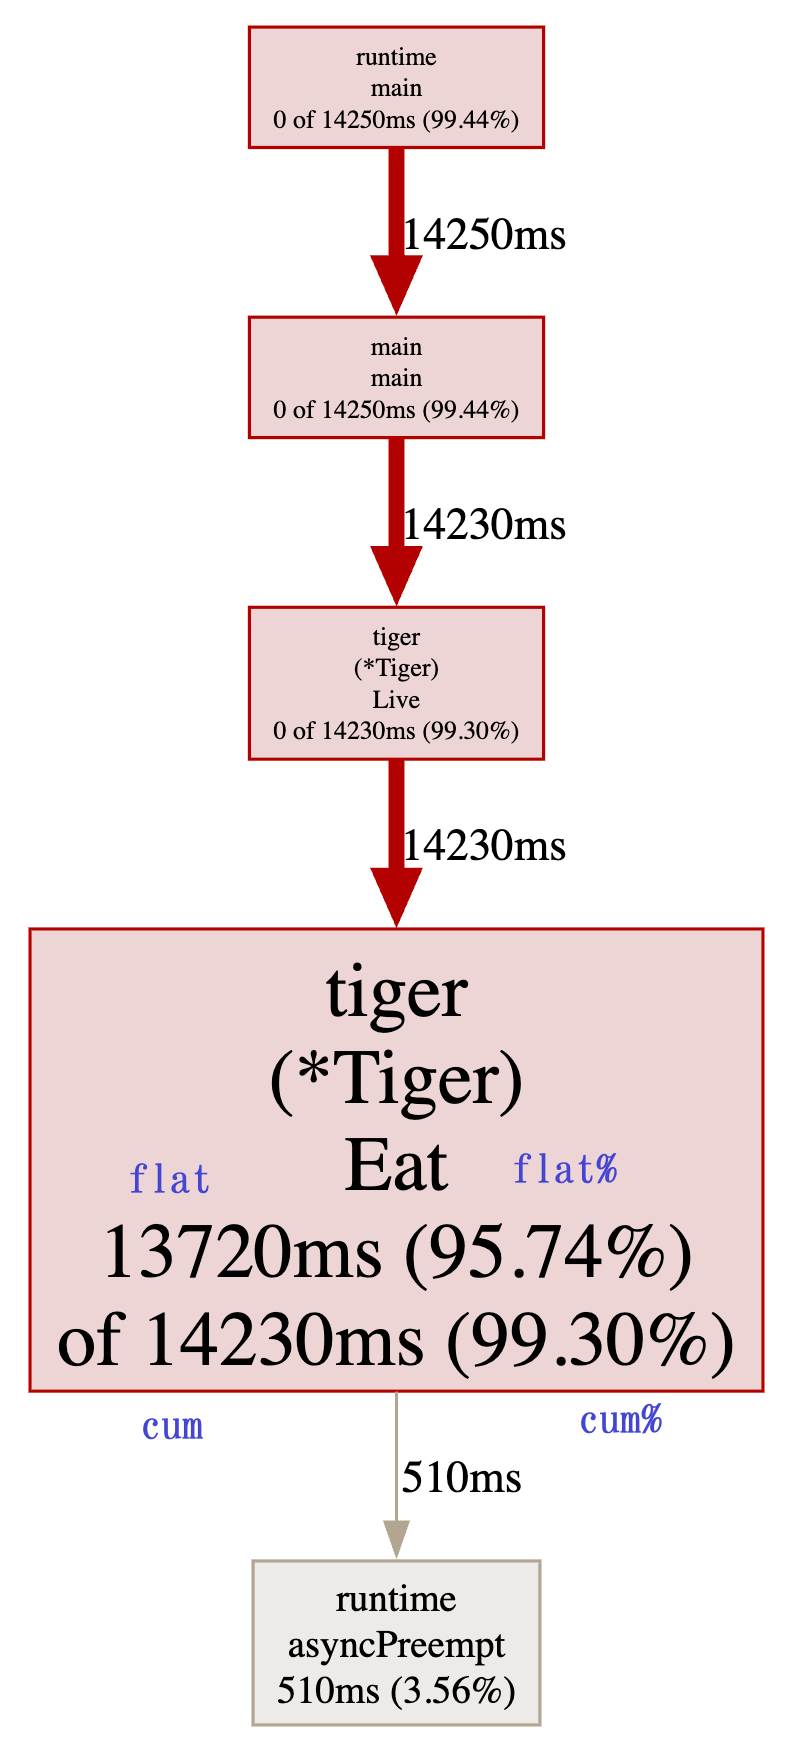 runtime
main
0 of 14250ms (99.44%)
14250ms
main
main
0 of 14250ms (99.44%)
14230ms
tiger
(*Tiger)
Live
0 of 14230ms (99.30%)
14230ms
tiger
(*Tiger)
Eat
flat
flat%
13720ms (95.74%)
of 14230ms (99.30%)
cum
cum%
510ms
runtime
asyncPreempt
510ms (3.56%)